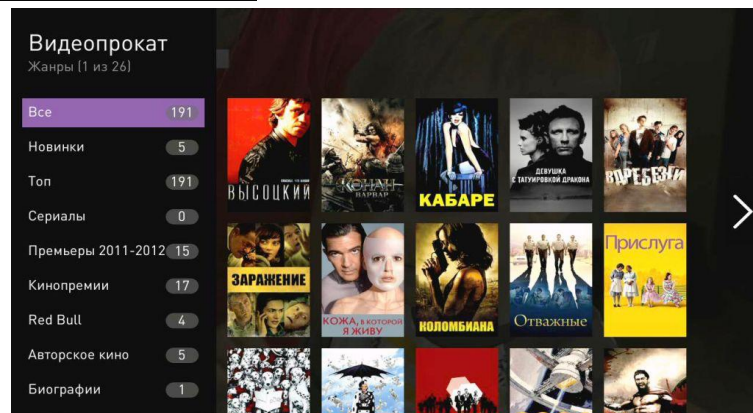 Видеопрокат
Жанры (1 из 26)
Все 191
Новинки 5
Топ 191
Сериалы 0
Премьеры 2011-2012 15
Кинопремии 17
Red Bull 4
Авторское кино 5
Биографии 1
ВЫСОЦКИЙ
КОНАН
ВАРВАР
КАБАРЕ
ДЕВУШКА
С ТАТУИРОВКОЙ ДРАКОНА
ВДРЕБЕЗГИ
ЗАРАЖЕНИЕ
КОЖА, В КОТОРОЙ
Я ЖИВУ
КОЛОМБИАНА
Отважные
Прислуга